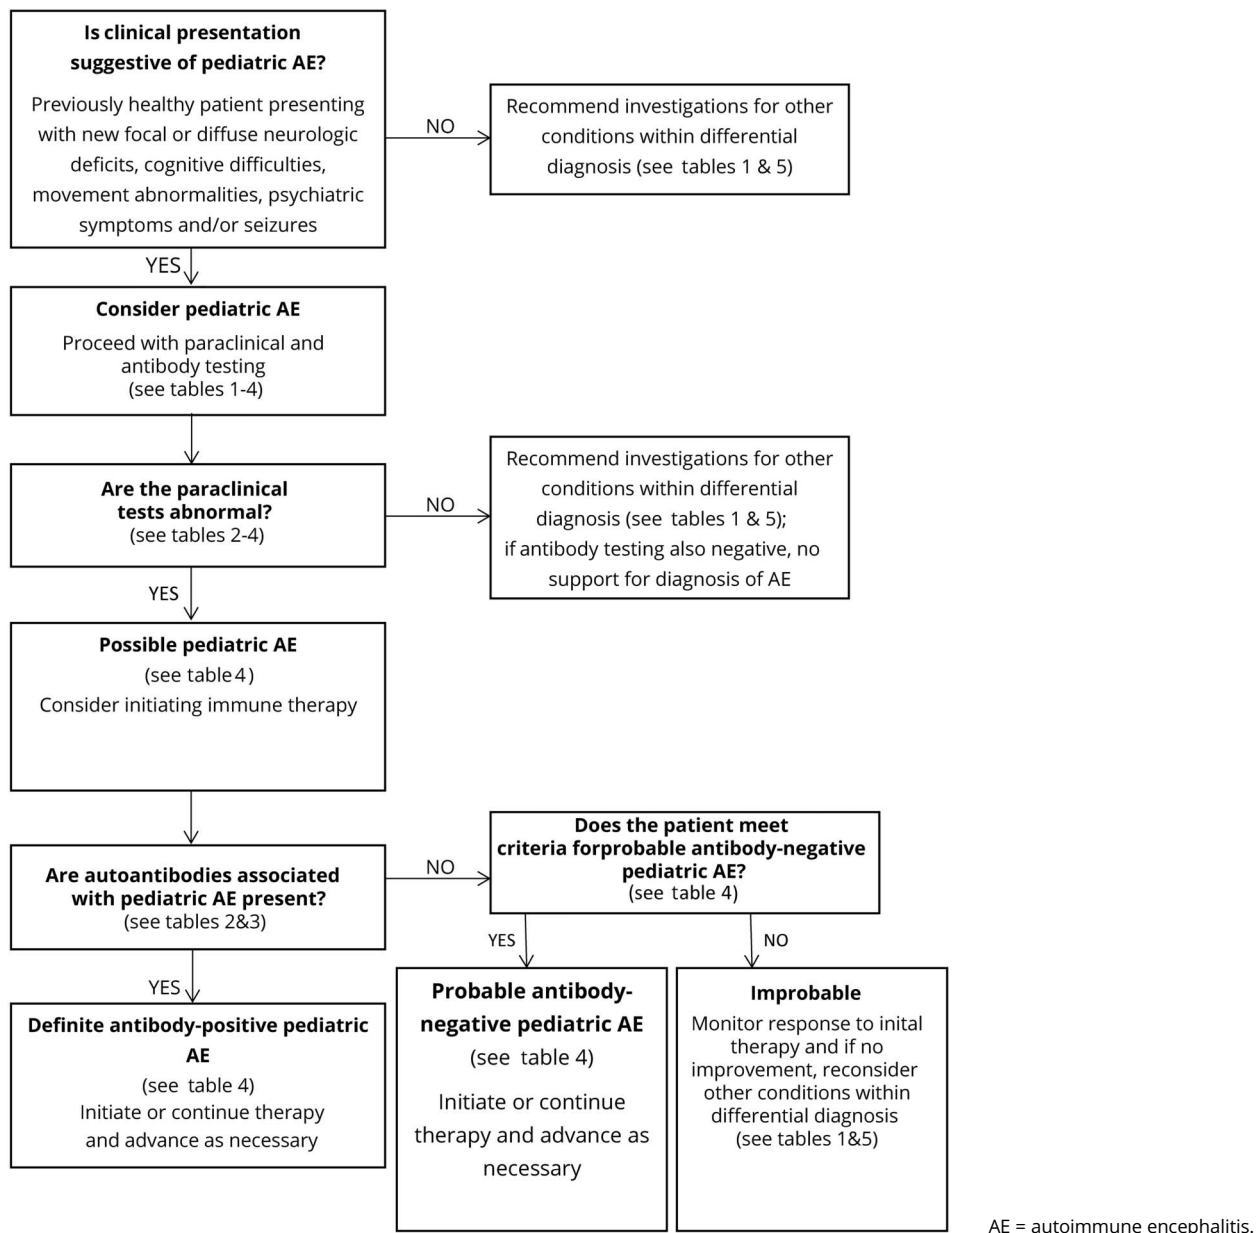 Is clinical presentation
suggestive of pediatric AE?
Previously healthy patient presenting
with new focal or diffuse neurologic
deficits, cognitive difficulties,
movement abnormalities, psychiatric
symptoms and/or seizures
NO
Recommend investigations for other
conditions within differential
diagnosis (see tables 1 & 5)
YES
Consider pediatric AE
Proceed with paraclinical and
antibody testing
(see tables 1-4)
Are the paraclinical
tests abnormal?
(see tables 2-4)
NO
Recommend investigations for other
conditions within differential
diagnosis (see tables 1 & 5);
if antibody testing also negative, no
support for diagnosis of AE
YES
Possible pediatric AE
(see table 4)
Consider initiating immune therapy
Are autoantibodies associated
with pediatric AE present?
(see tables 2&3)
NO
Does the patient meet
criteria forprobable antibody-negative
pediatric AE?
(see table 4)
YES
Definite antibody-positive pediatric
AE
(see table 4)
Initiate or continue therapy
and advance as necessary
YES
Probable antibody-
negative pediatric AE
(see table 4)
Initiate or continue
therapy and advance as
necessary
NO
Improbable
Monitor response to inital
therapy and if no
improvement, reconsider
other conditions within
differential diagnosis
(see tables 1&5)
AE = autoimmune encephalitis.